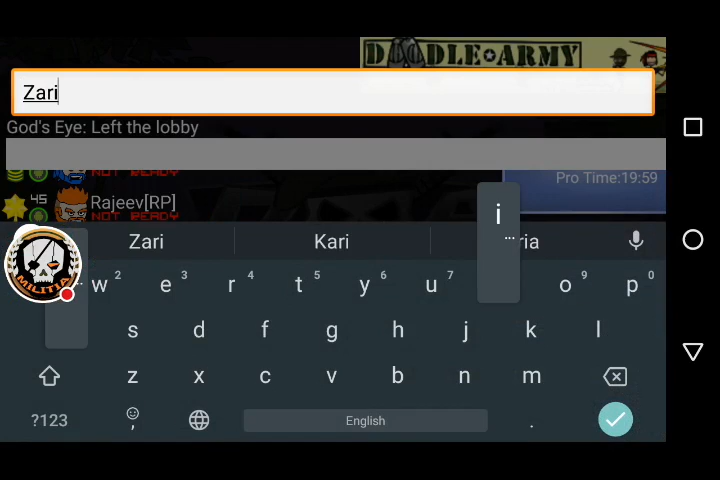 DOODLE ARMY
Zari
God's Eye: Left the lobby
NOT READY
Pro Time:19:59
45
Rajeev[RP]
NOT READY
i
...
Zari Kari
MILITIA
w 2 e 3 r 4 t 5 y 6 u 7 o 9 p 0
s d f g h j k l
z x c v b n m
?123 , English .